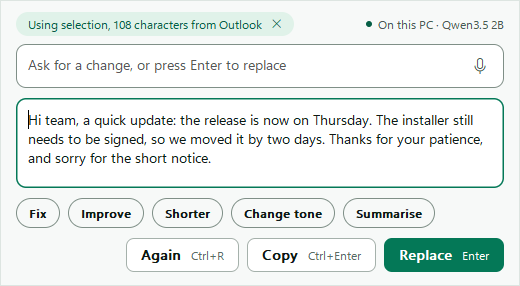 Using selection, 108 characters from Outlook
On this PC · Qwen3.5 2B
Ask for a change, or press Enter to replace
Hi team, a quick update: the release is now on Thursday. The installer still
needs to be signed, so we moved it by two days. Thanks for your patience,
and sorry for the short notice.
Fix
Improve
Shorter
Change tone
Summarise
Again Ctrl+R
Copy Ctrl+Enter
Replace Enter